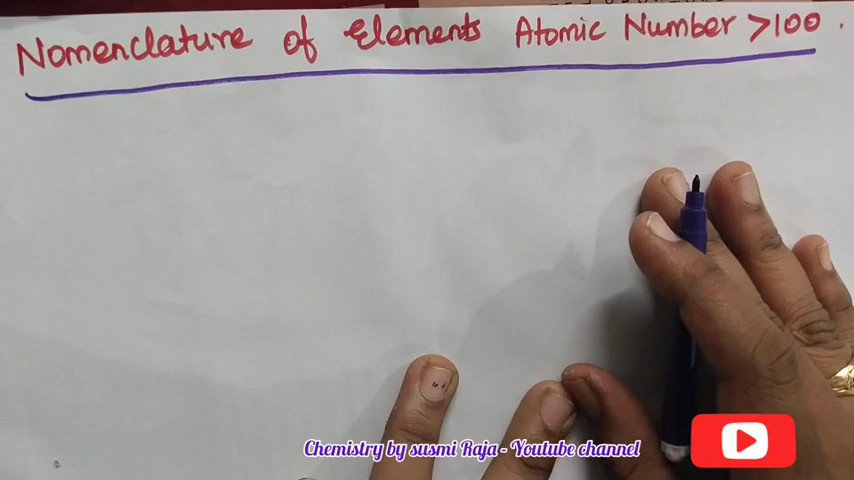 Nomenclature of Elements Atomic Number >100.
Chemistry by susmi Raja - Youtube channel